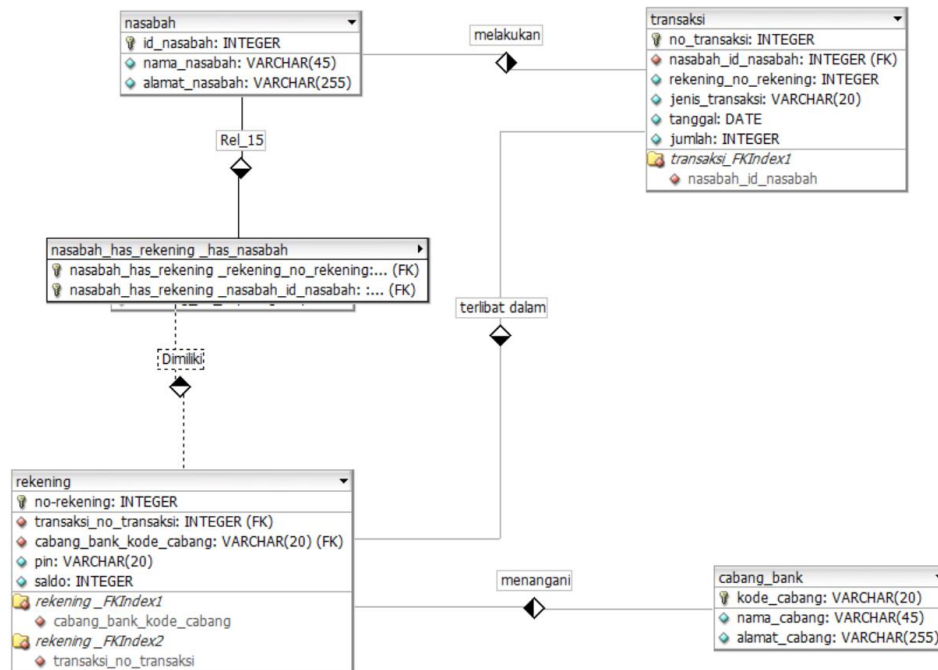 nasabah
id_nasabah: INTEGER
nama_nasabah: VARCHAR(45)
alamat_nasabah: VARCHAR(255)
melakukan
transaksi
no_transaksi: INTEGER
nasabah_id_nasabah: INTEGER (FK)
rekening_no_rekening: INTEGER
jenis_transaksi: VARCHAR(20)
tanggal: DATE
jumlah: INTEGER
transaksi_FKIndex1
nasabah_id_nasabah
Rel_15
nasabah_has_rekening _has_nasabah
nasabah_has_rekening _rekening_no_rekening:... (FK)
nasabah_has_rekening _nasabah_id_nasabah: :... (FK)
terlibat dalam
Dimiliki
rekening
no-rekening: INTEGER
transaksi_no_transaksi: INTEGER (FK)
cabang_bank_kode_cabang: VARCHAR(20) (FK)
pin: VARCHAR(20)
saldo: INTEGER
rekening _FKIndex1
cabang_bank_kode_cabang
rekening _FKIndex2
transaksi_no_transaksi
menangani
cabang_bank
kode_cabang: VARCHAR(20)
nama_cabang: VARCHAR(45)
alamat_cabang: VARCHAR(255)